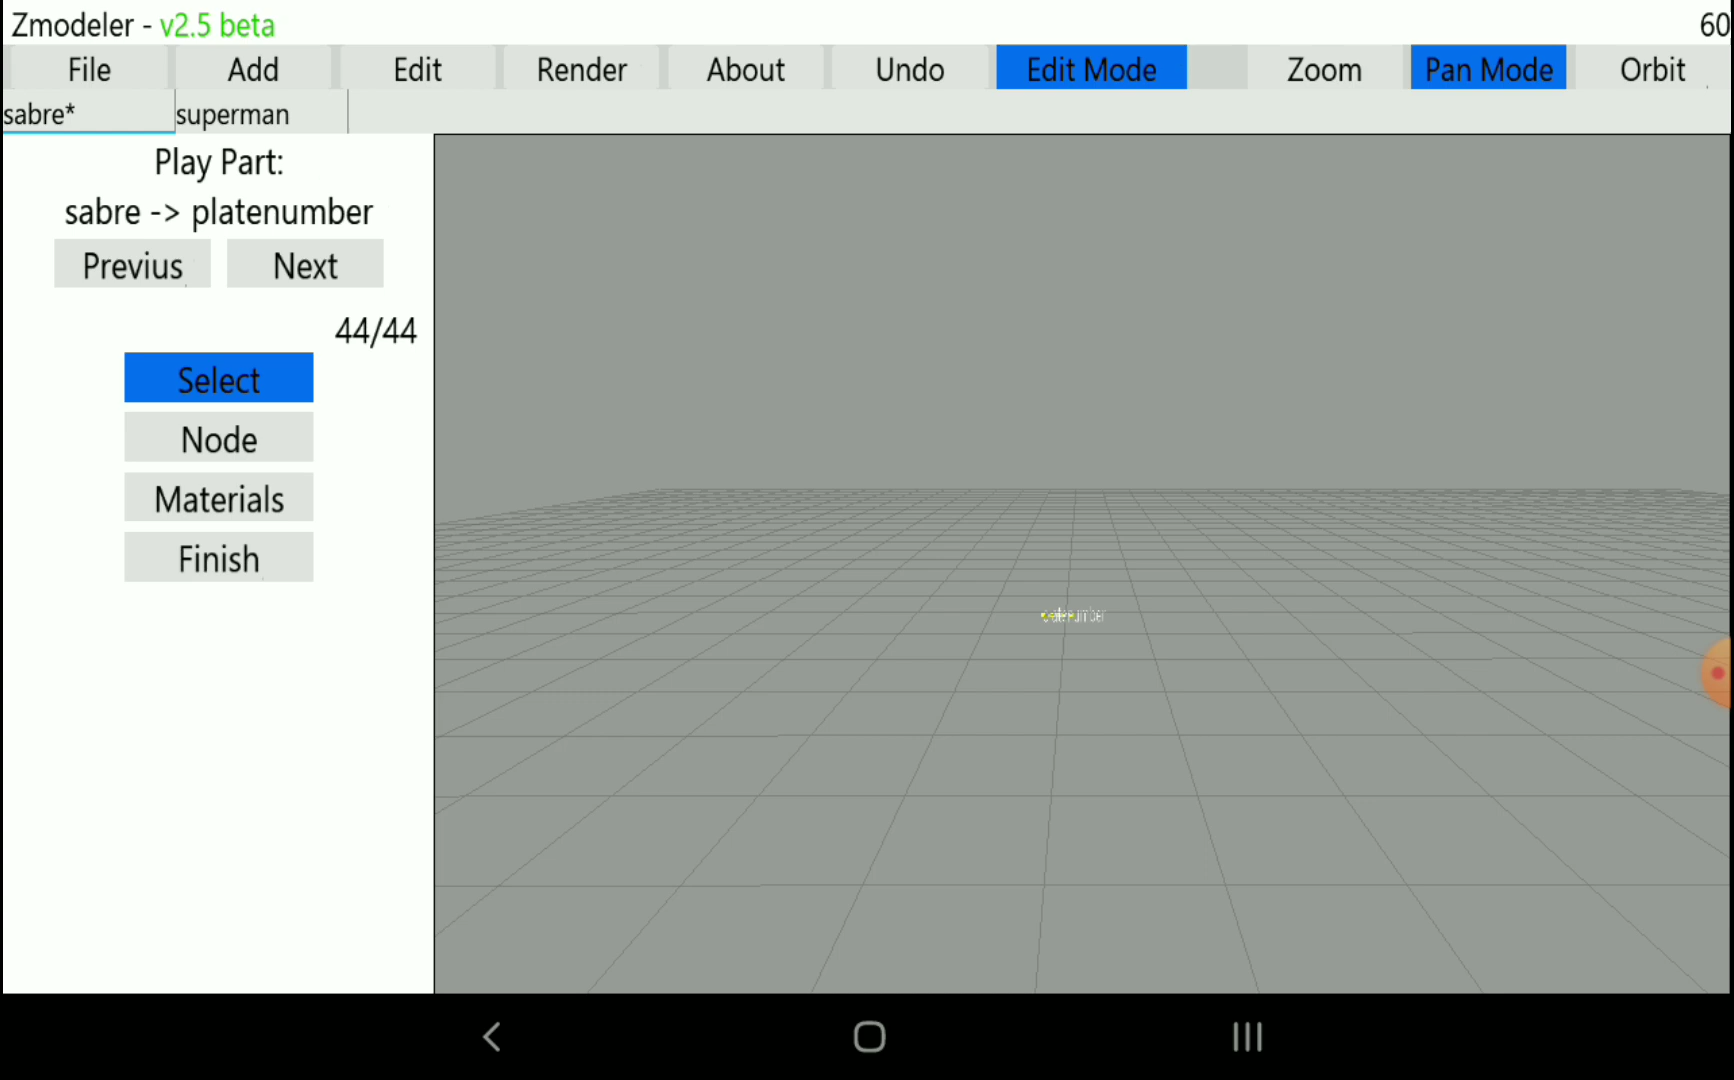 Zmodeler - v2.5 beta
60
File Add Edit Render About Undo Edit Mode Zoom Pan Mode Orbit
sabre* superman
Play Part:
sabre -> platenumber
Previus Next
44/44
Select
Node
Materials
Finish
platenumber